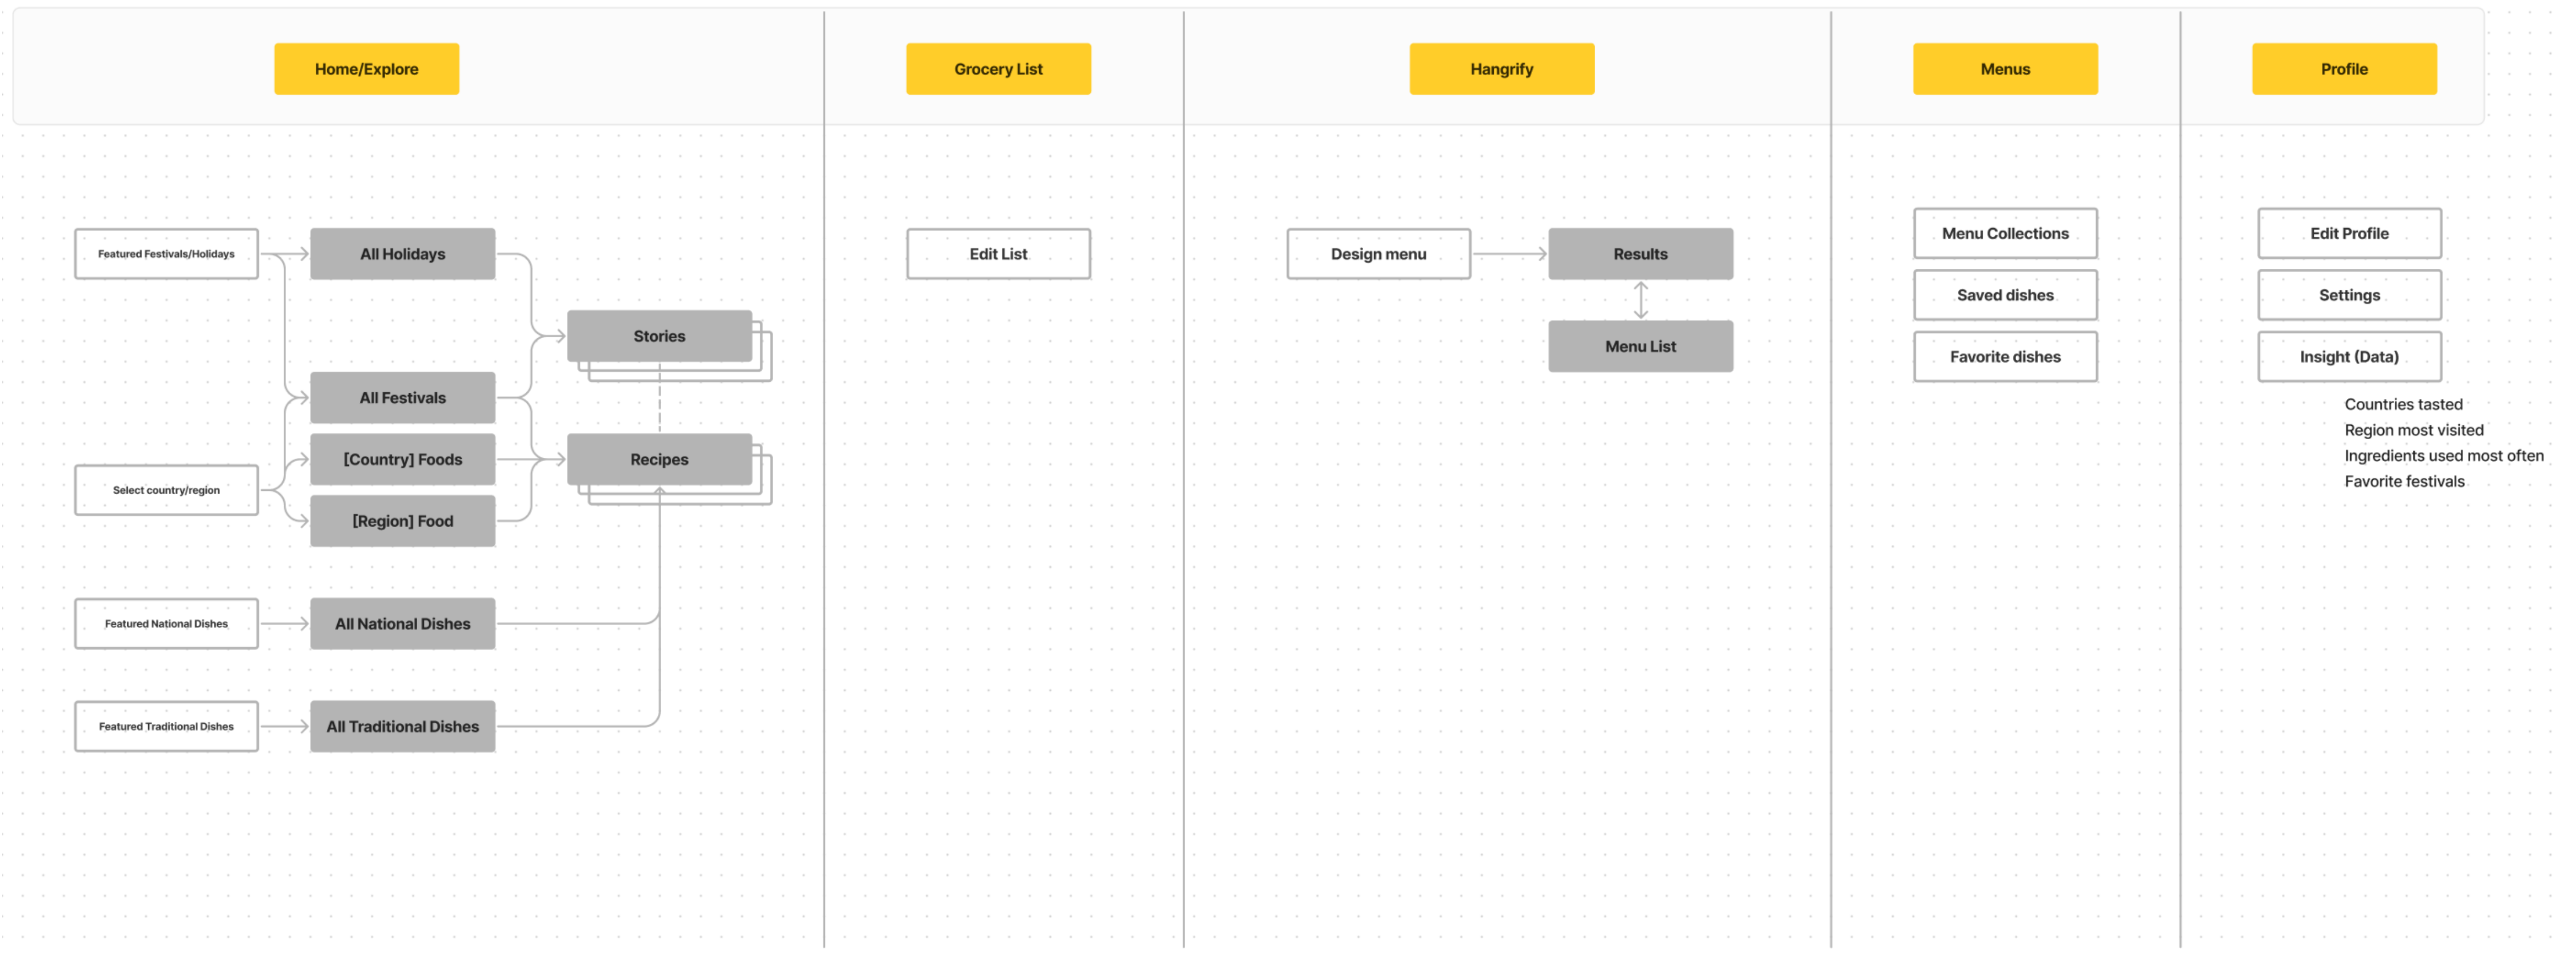 Home/Explore
Grocery List
Hangrify
Menus
Profile
Featured Festivals/Holidays
All Holidays
Stories
All Festivals
[Country] Foods
Recipes
Select country/region
[Region] Food
Featured National Dishes
All National Dishes
Featured Traditional Dishes
All Traditional Dishes
Edit List
Design menu
Results
Menu List
Menu Collections
Saved dishes
Favorite dishes
Edit Profile
Settings
Insight (Data)
Countries tasted
Region most visited
Ingredients used most often
Favorite festivals